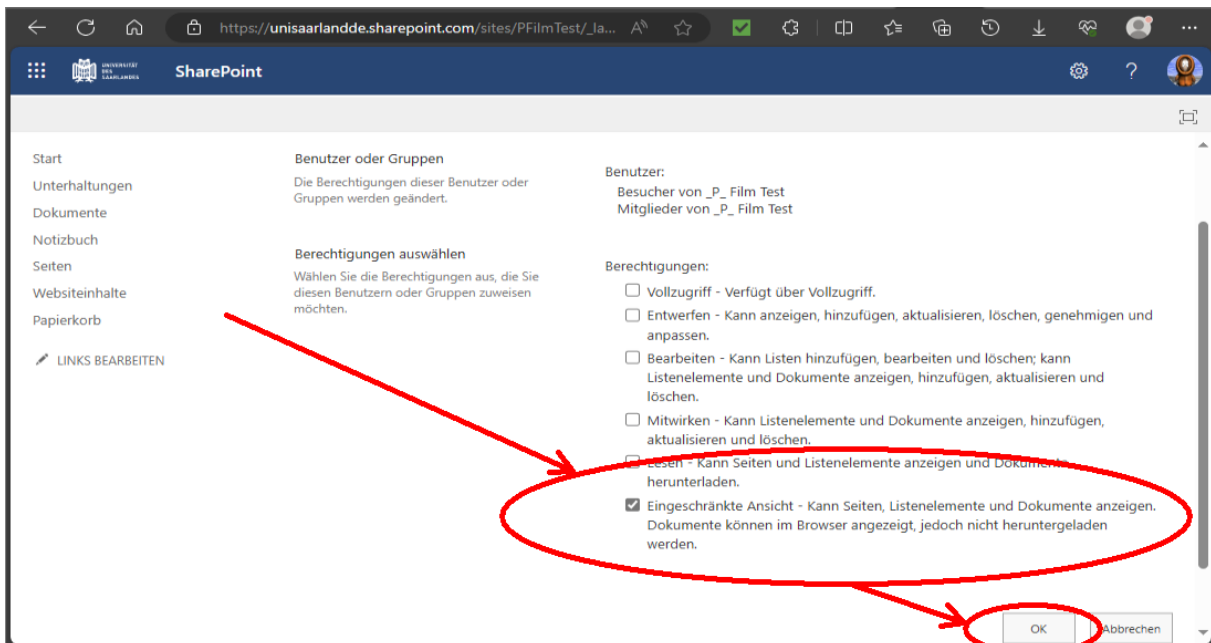 https://unisaarlandde.sharepoint.com/sites/PFilmTest/_la...
UNIVERSITÄT
DES
SAARLANDES
SharePoint
?
Start
Unterhaltungen
Dokumente
Notizbuch
Seiten
Websiteinhalte
Papierkorb
LINKS BEARBEITEN
Benutzer oder Gruppen
Die Berechtigungen dieser Benutzer oder
Gruppen werden geändert.
Berechtigungen auswählen
Wählen Sie die Berechtigungen aus, die Sie
diesen Benutzern oder Gruppen zuweisen
möchten.
Benutzer:
Besucher von _P_ Film Test
Mitglieder von _P_ Film Test
Berechtigungen:
Vollzugriff - Verfügt über Vollzugriff.
Entwerfen - Kann anzeigen, hinzufügen, aktualisieren, löschen, genehmigen und
anpassen.
Bearbeiten - Kann Listen hinzufügen, bearbeiten und löschen; kann
Listenelemente und Dokumente anzeigen, hinzufügen, aktualisieren und
löschen.
Mitwirken - Kann Listenelemente und Dokumente anzeigen, hinzufügen,
aktualisieren und löschen.
Lesen - Kann Seiten und Listenelemente anzeigen und Dokumente
herunterladen.
Eingeschränkte Ansicht - Kann Seiten, Listenelemente und Dokumente anzeigen.
Dokumente können im Browser angezeigt, jedoch nicht heruntergeladen
werden.
OK
Abbrechen